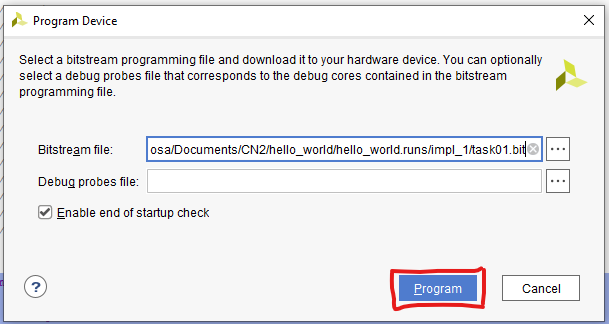 Program Device
Select a bitstream programming file and download it to your hardware device. You can optionally
select a debug probes file that corresponds to the debug cores contained in the bitstream
programming file.
Bitstream file: osa/Documents/CN2/hello_world/hello_world.runs/impl_1/task01.bit ...
Debug probes file: ...
Enable end of startup check
? Program Cancel